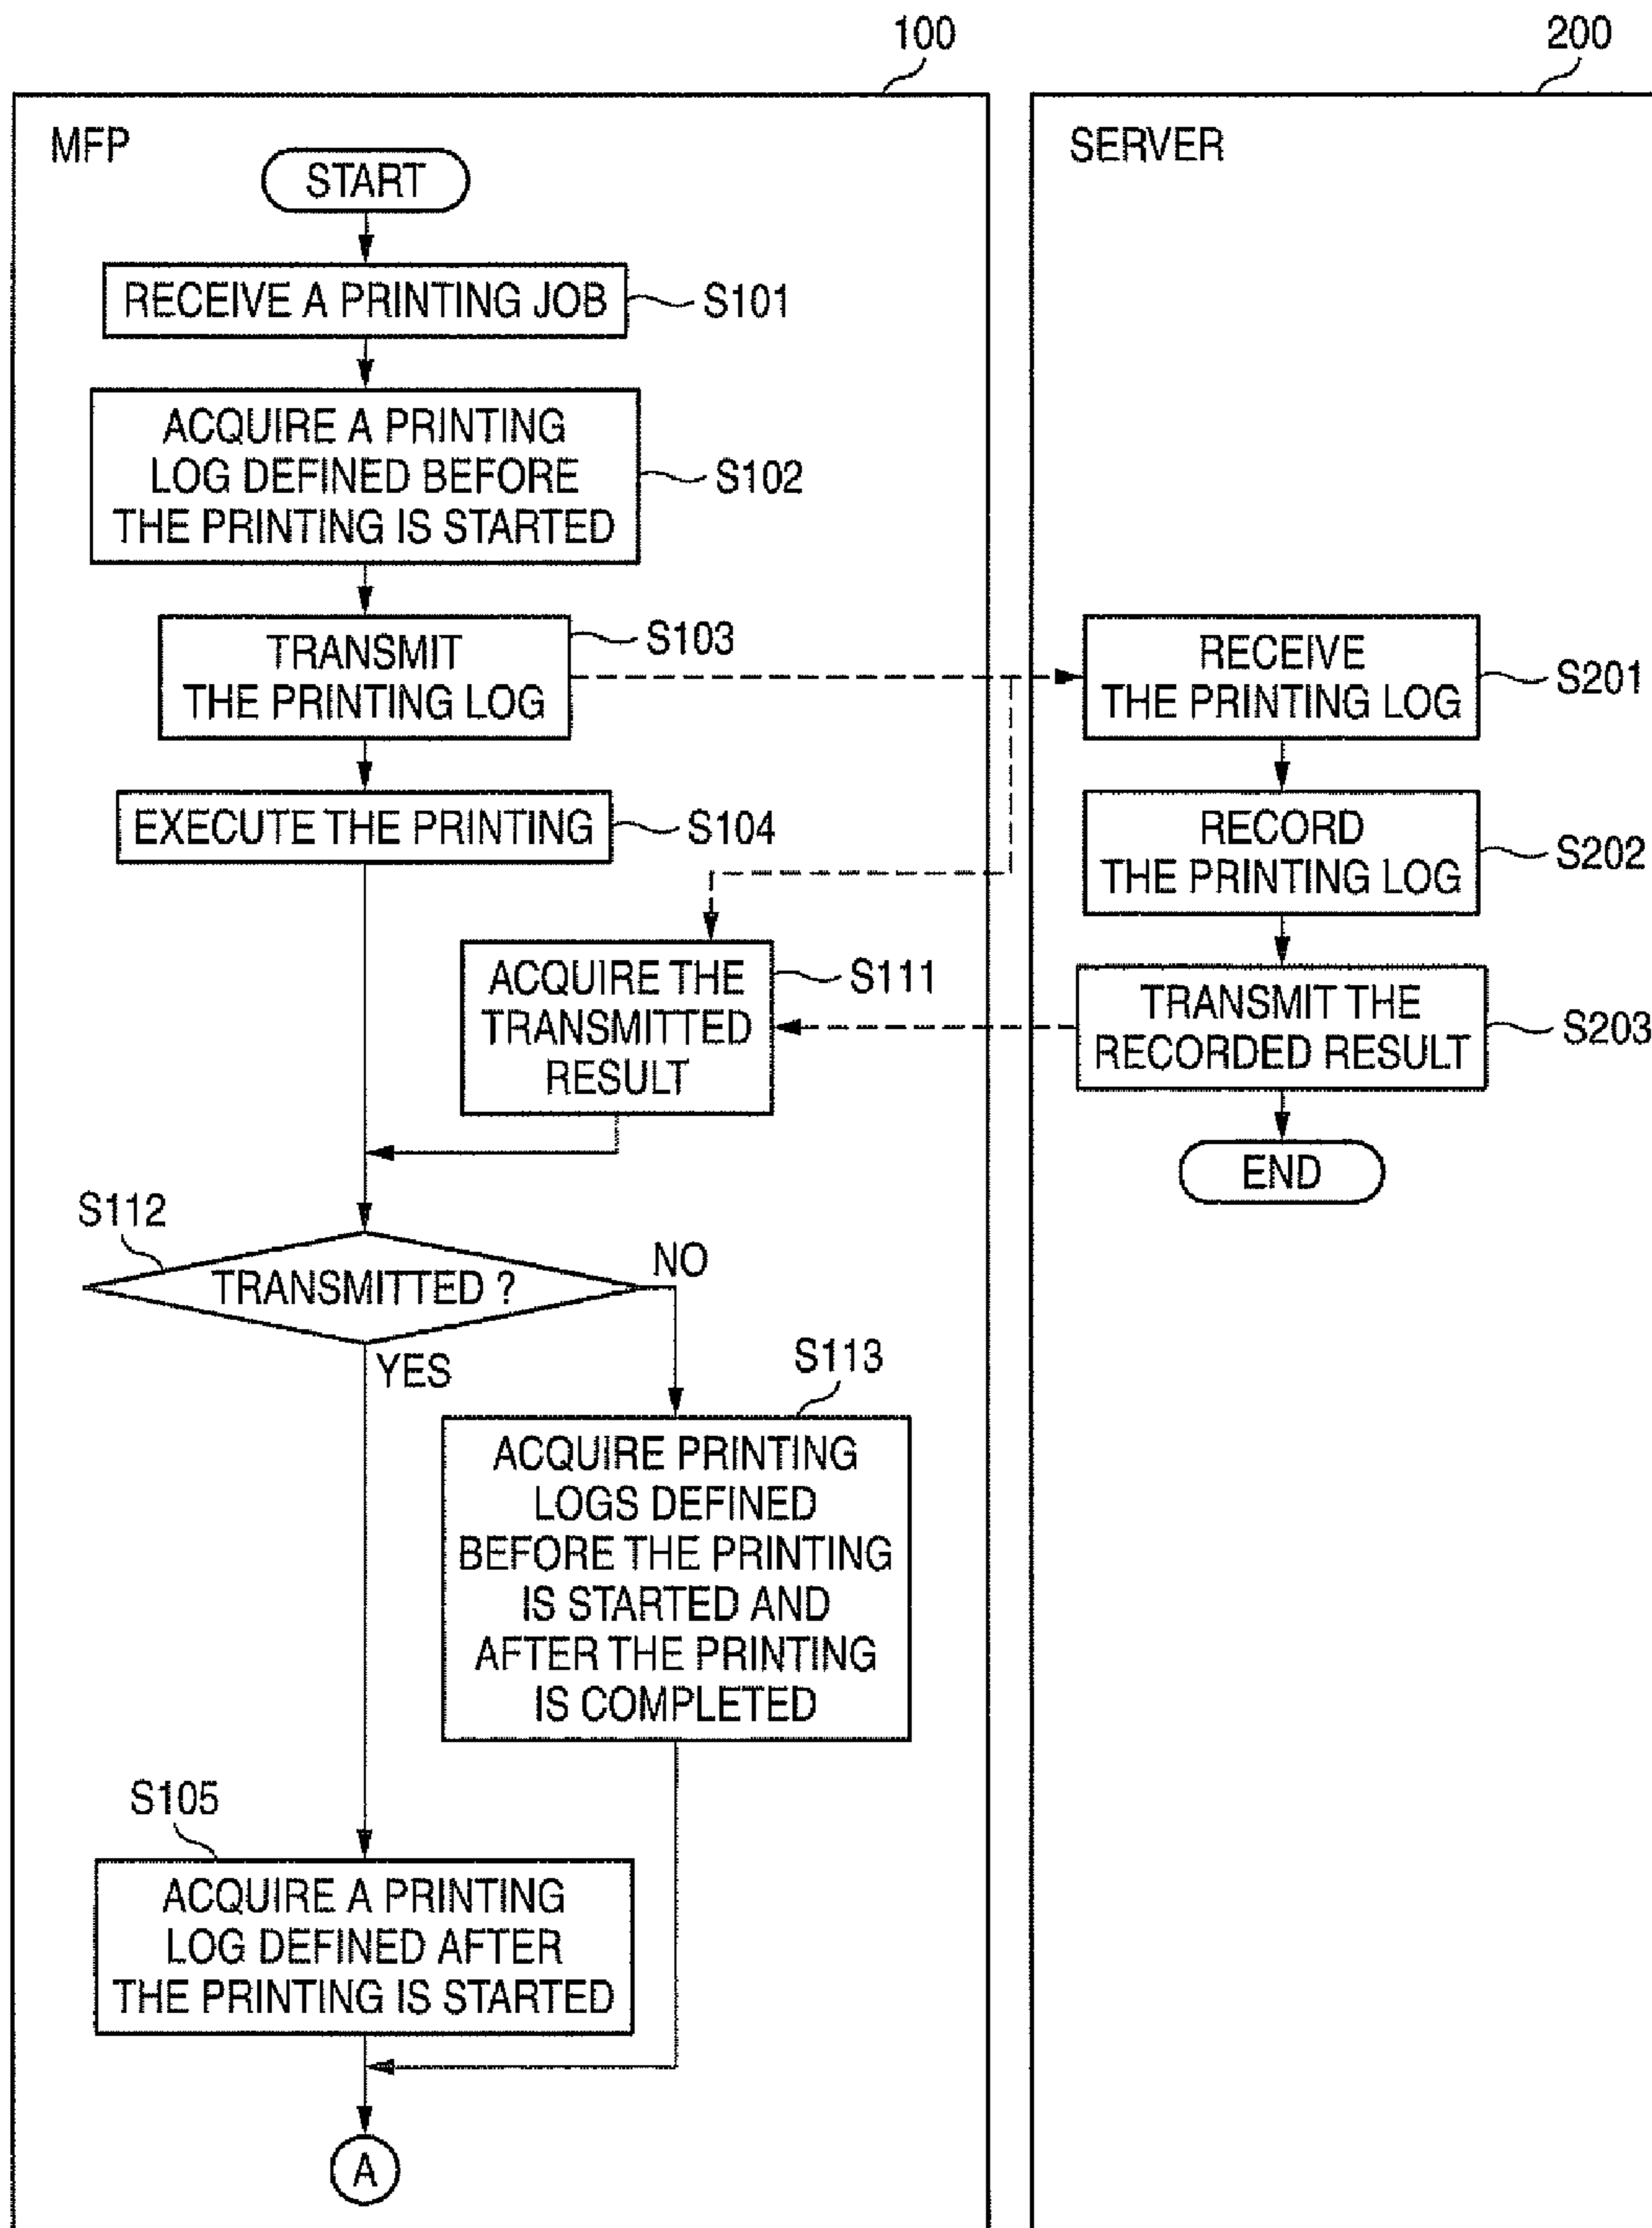 100
200
MFP
SERVER
START
RECEIVE A PRINTING JOB
S101
ACQUIRE A PRINTING
LOG DEFINED BEFORE
THE PRINTING IS STARTED
S102
TRANSMIT
THE PRINTING LOG
S103
RECEIVE
THE PRINTING LOG
S201
EXECUTE THE PRINTING
S104
RECORD
THE PRINTING LOG
S202
ACQUIRE THE
TRANSMITTED
RESULT
S111
TRANSMIT THE
RECORDED RESULT
S203
END
S112
TRANSMITTED ?
NO
YES
S113
ACQUIRE PRINTING
LOGS DEFINED
BEFORE THE PRINTING
IS STARTED AND
AFTER THE PRINTING
IS COMPLETED
S105
ACQUIRE A PRINTING
LOG DEFINED AFTER
THE PRINTING IS STARTED
A